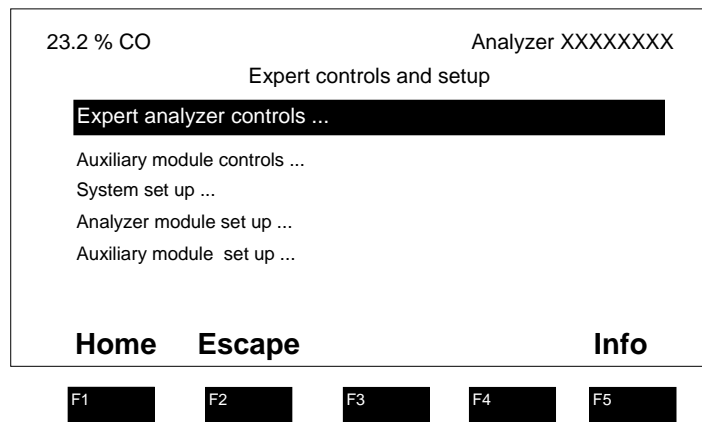 23.2 % CO Analyzer XXXXXXXX
Expert controls and setup
Expert analyzer controls ...
Auxiliary module controls ...
System set up ...
Analyzer module set up ...
Auxiliary module set up ...
Home Escape Info
F1 F2 F3 F4 F5